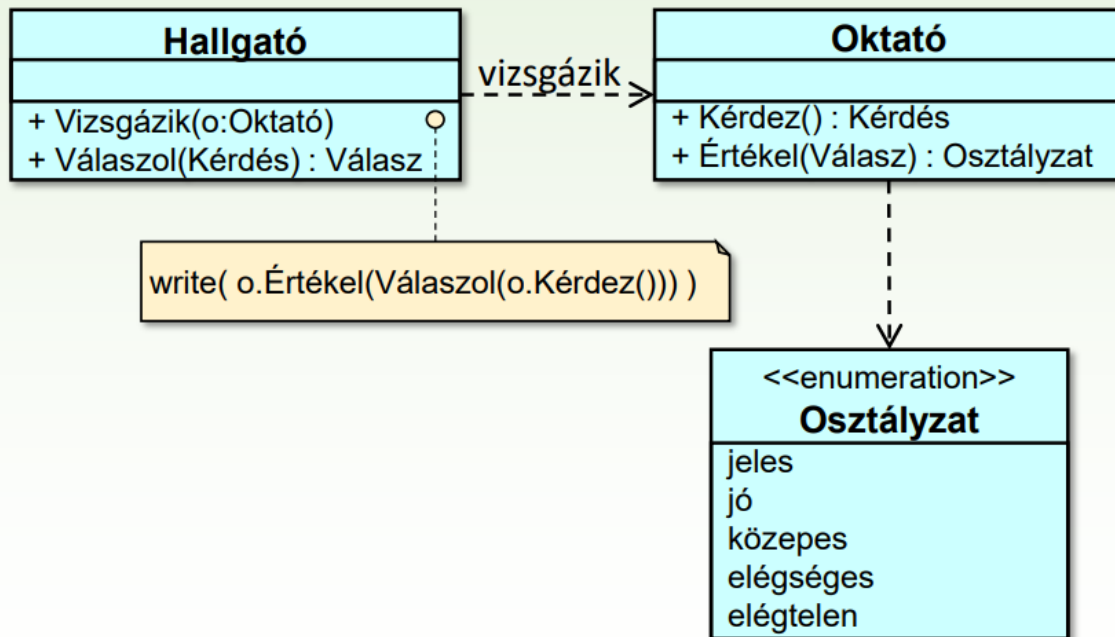 Hallgató
+ Vizsgázik(o:Oktató)
+ Válaszol(Kérdés) : Válasz
vizsgázik
Oktató
+ Kérdez() : Kérdés
+ Értékel(Válasz) : Osztályzat
write( o.Értékel(Válaszol(o.Kérdez())) )
<<enumeration>>
Osztályzat
jeles
jó
közepes
elégséges
elégtelen